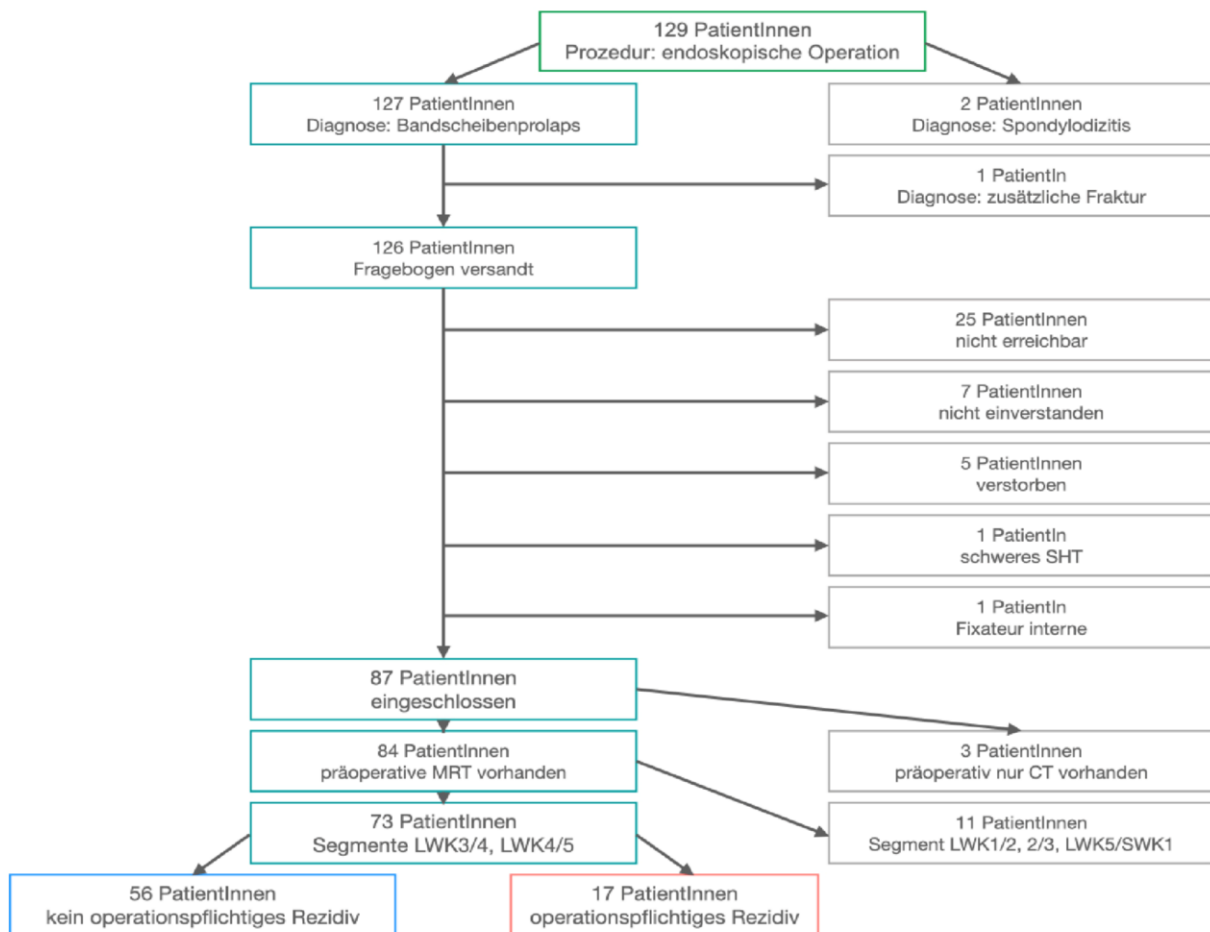 129 PatientInnen
Prozedur: endoskopische Operation
127 PatientInnen
Diagnose: Bandscheibenprolaps
2 PatientInnen
Diagnose: Spondylodizitis
1 PatientIn
Diagnose: zusätzliche Fraktur
126 PatientInnen
Fragebogen versandt
25 PatientInnen
nicht erreichbar
7 PatientInnen
nicht einverstanden
5 PatientInnen
verstorben
1 PatientIn
schweres SHT
1 PatientIn
Fixateur interne
87 PatientInnen
eingeschlossen
84 PatientInnen
präoperative MRT vorhanden
3 PatientInnen
präoperativ nur CT vorhanden
73 PatientInnen
Segmente LWK3/4, LWK4/5
11 PatientInnen
Segment LWK1/2, 2/3, LWK5/SWK1
56 PatientInnen
kein operationspflichtiges Rezidiv
17 PatientInnen
operationspflichtiges Rezidiv